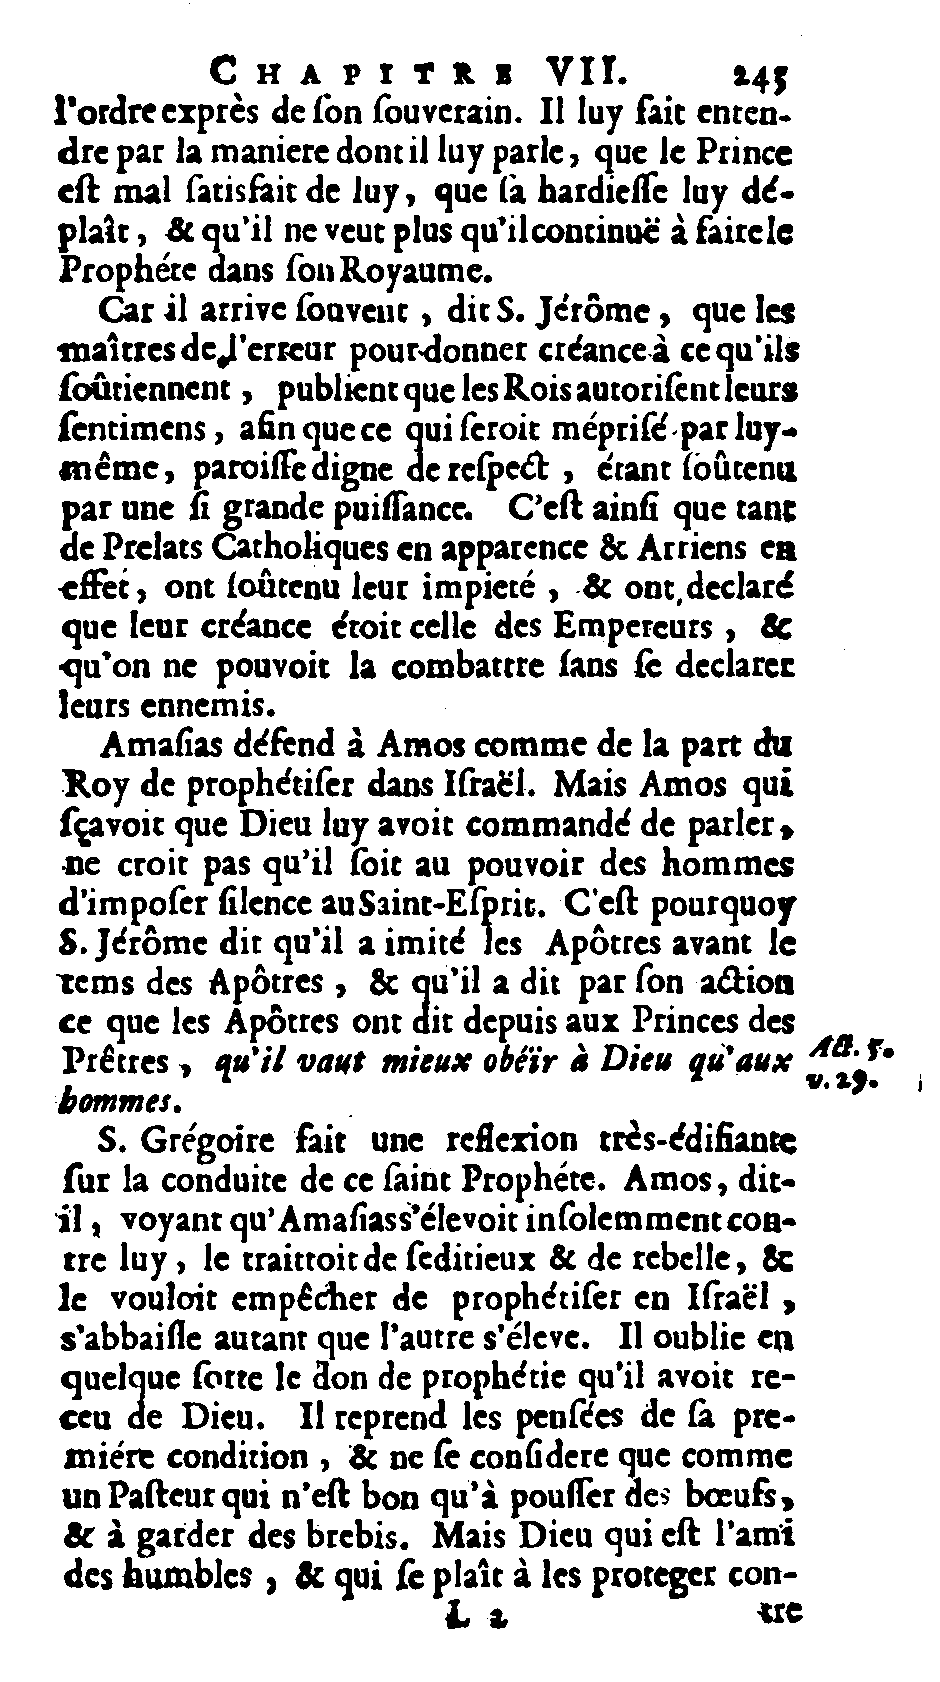 CHAPITRE VII. 245
l'ordre exprès de ſon ſouverain. Il luy fait enten-
dre par la maniere dont il luy parle, que le Prince
eſt mal ſatisfait de luy, que ſa hardieſſe luy dé-
plaît, & qu'il ne veut plus qu'il continuë à faire le
Prophéte dans ſon Royaume.
Car il arrive ſouvent, dit S. Jérôme, que les
maîtres de l'erreur pour donner créance à ce qu'ils
ſoûtiennent, publient que les Rois autoriſent leurs
ſentimens, afin que ce qui ſeroit mépriſé par luy-
même, paroiſſe digne de reſpect, étant ſoûtenu
par une ſi grande puiſſance. C'eſt ainſi que tant
de Prelats Catholiques en apparence & Arriens en
effet, ont ſoûtenu leur impieté, & ont declaré
que leur créance étoit celle des Empereurs, &
qu'on ne pouvoit la combattre ſans ſe declarer
leurs ennemis.
Amaſias défend à Amos comme de la part du
Roy de prophétiſer dans Iſraël. Mais Amos qui
ſçavoit que Dieu luy avoit commandé de parler,
ne croit pas qu'il ſoit au pouvoir des hommes
d'impoſer ſilence au Saint-Eſprit. C'eſt pourquoy
S. Jérôme dit qu'il a imité les Apôtres avant le
tems des Apôtres, & qu'il a dit par ſon action
ce que les Apôtres ont dit depuis aux Princes des
Prêtres, qu'il vaut mieux obéïr à Dieu qu'aux
hommes.
Act. 5.
v. 29.
S. Grégoire fait une reflexion très-édifiante
ſur la conduite de ce ſaint Prophéte. Amos, dit-
il, voyant qu'Amaſias s'élevoit inſolemment con-
tre luy, le traittoit de ſeditieux & de rebelle, &
le vouloit empêcher de prophétiſer en Iſraël,
s'abbaiſſe autant que l'autre s'éleve. Il oublie en
quelque ſorte le don de prophétie qu'il avoit re-
ceu de Dieu. Il reprend les penſées de ſa pre-
miére condition, & ne ſe conſidere que comme
un Paſteur qui n'eſt bon qu'à pouſſer des bœufs,
& à garder des brebis. Mais Dieu qui eſt l'ami
des humbles, & qui ſe plaît à les proteger con-
L 2 tre